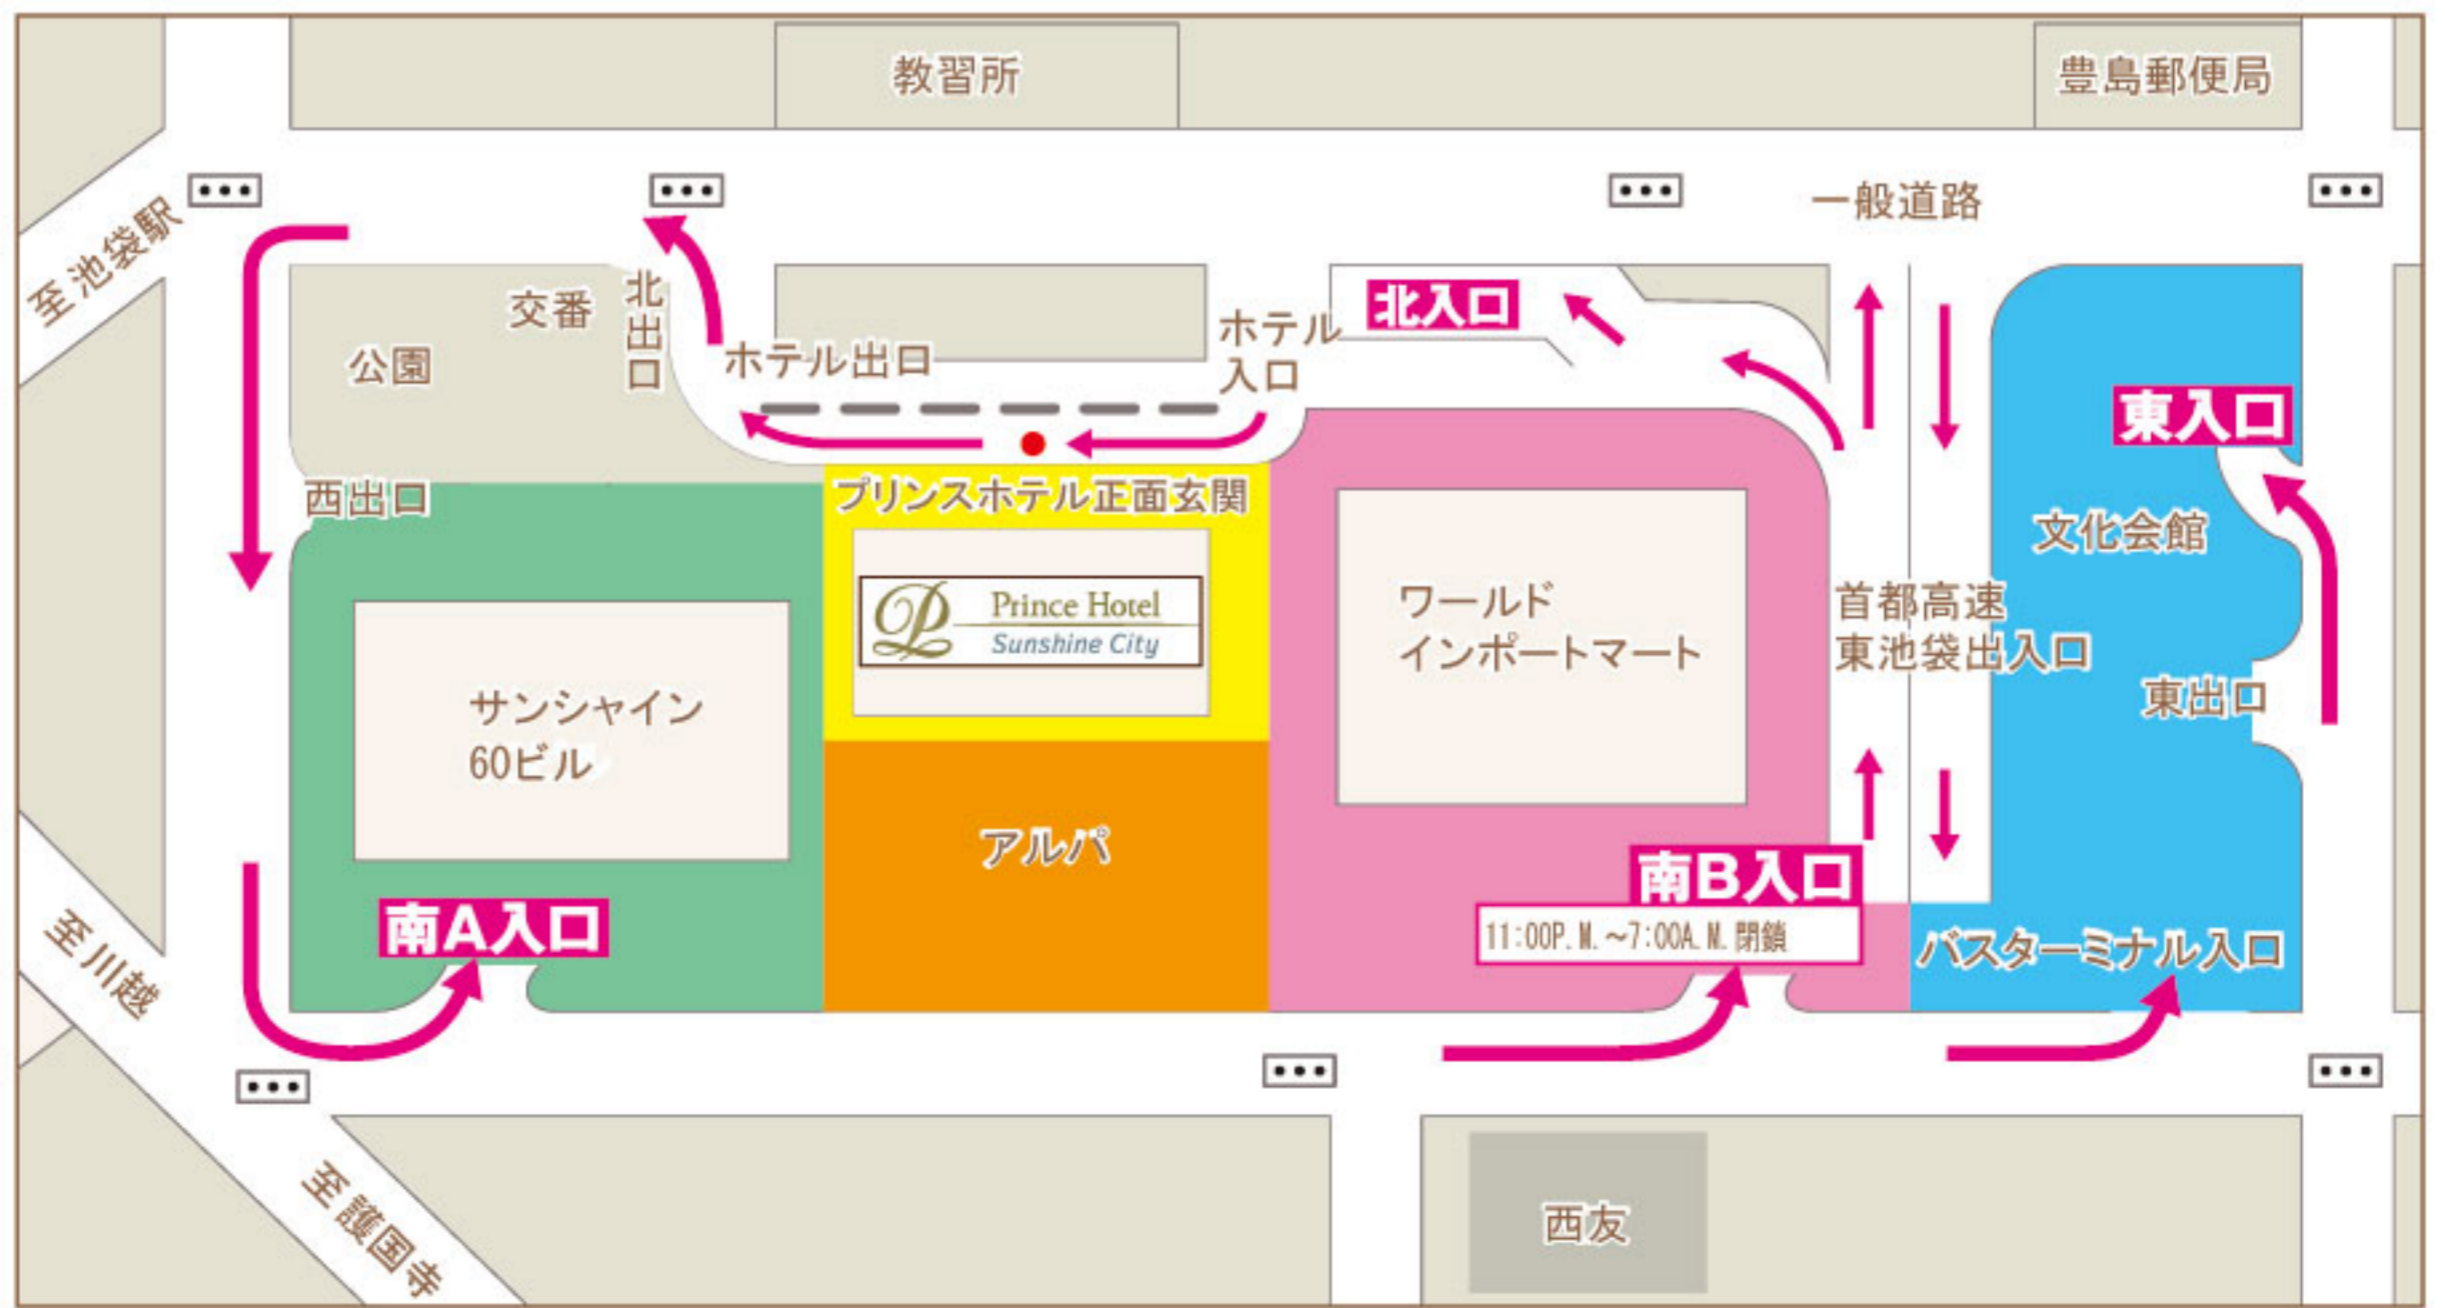 教習所
豊島郵便局
一般道路
至池袋駅
交番
北出口
公園
ホテル出口
ホテル
入口
北入口
東入口
西出口
プリンスホテル正面玄関
文化会館
Prince Hotel
Sunshine City
ワールド
インポートマート
首都高速
東池袋出入口
東出口
サンシャイン
60ビル
アルパ
南A入口
南B入口
11:00P.M.～7:00A.M.閉鎖
バスターミナル入口
至川越
至護国寺
西友